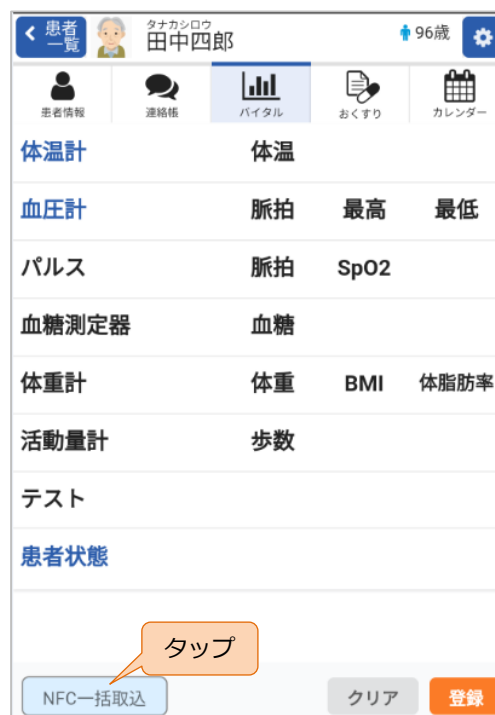 患者一覧
タナカシロウ
田中四郎
96歳
患者情報 連絡帳 バイタル おくすり カレンダー
体温計 体温
血圧計 脈拍 最高 最低
パルス 脈拍 SpO2
血糖測定器 血糖
体重計 体重 BMI 体脂肪率
活動量計 歩数
テスト
患者状態
タップ
NFC一括取込 クリア 登録